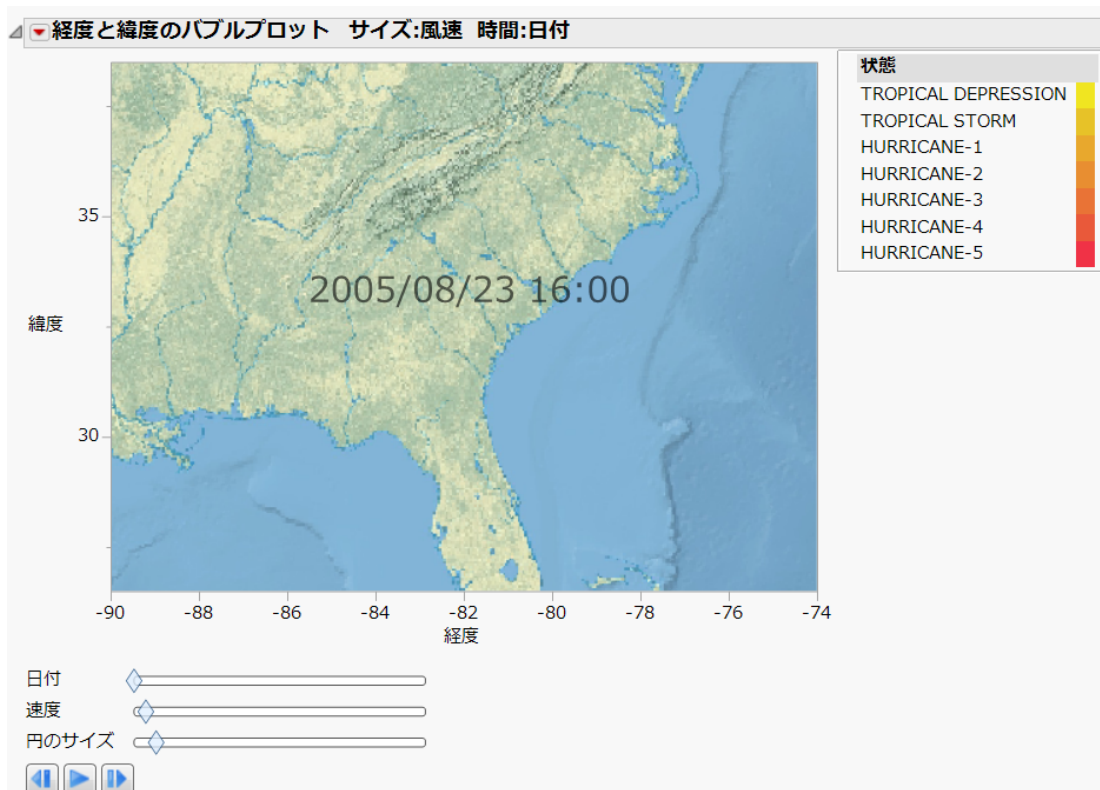 経度と緯度のバブルプロット サイズ:風速 時間:日付
状態
TROPICAL DEPRESSION
TROPICAL STORM
HURRICANE-1
HURRICANE-2
HURRICANE-3
HURRICANE-4
HURRICANE-5
35
2005/08/23 16:00
緯度
30
-90 -88 -86 -84 -82 -80 -78 -76 -74
経度
日付
速度
円のサイズ